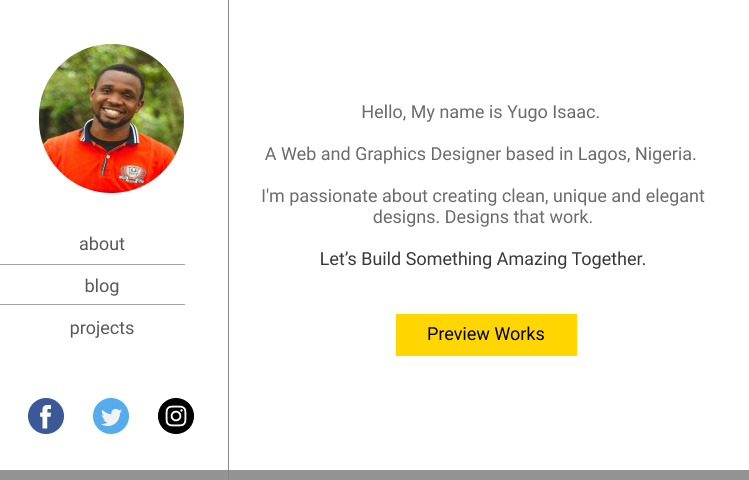 about
blog
projects
Hello, My name is Yugo Isaac.
A Web and Graphics Designer based in Lagos, Nigeria.
I'm passionate about creating clean, unique and elegant
designs. Designs that work.
Let’s Build Something Amazing Together.
Preview Works